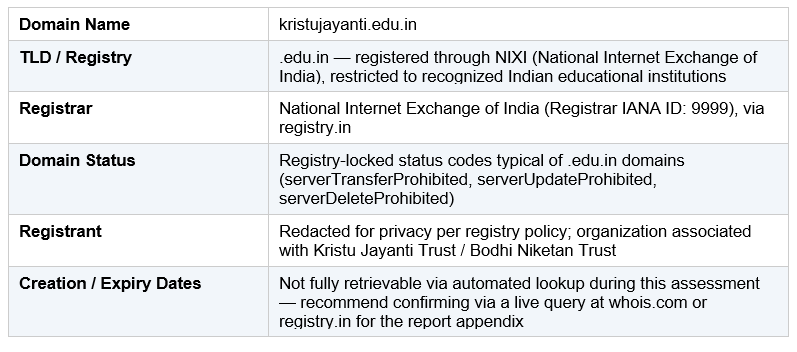 Domain Name
kristujayanti.edu.in
TLD / Registry
.edu.in — registered through NIXI (National Internet Exchange of
India), restricted to recognized Indian educational institutions
Registrar
National Internet Exchange of India (Registrar IANA ID: 9999), via
registry.in
Domain Status
Registry-locked status codes typical of .edu.in domains
(serverTransferProhibited, serverUpdateProhibited,
serverDeleteProhibited)
Registrant
Redacted for privacy per registry policy; organization associated
with Kristu Jayanti Trust / Bodhi Niketan Trust
Creation / Expiry Dates
Not fully retrievable via automated lookup during this assessment
— recommend confirming via a live query at whois.com or
registry.in for the report appendix